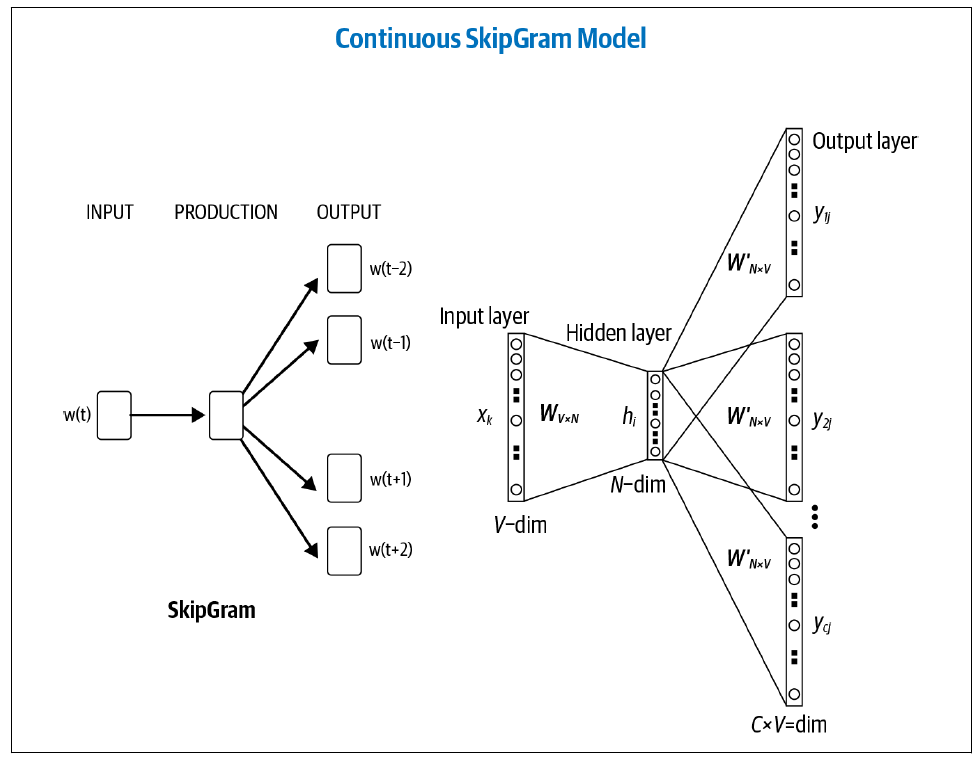 Continuous SkipGram Model
INPUT PRODUCTION OUTPUT
w(t)
w(t−2)
w(t−1)
w(t+1)
w(t+2)
SkipGram
Input layer
xk
V−dim
WV×N
Hidden layer
hi
N−dim
Output layer
W'N×V
y1j
W'N×V
y2j
W'N×V
ycj
C×V=dim